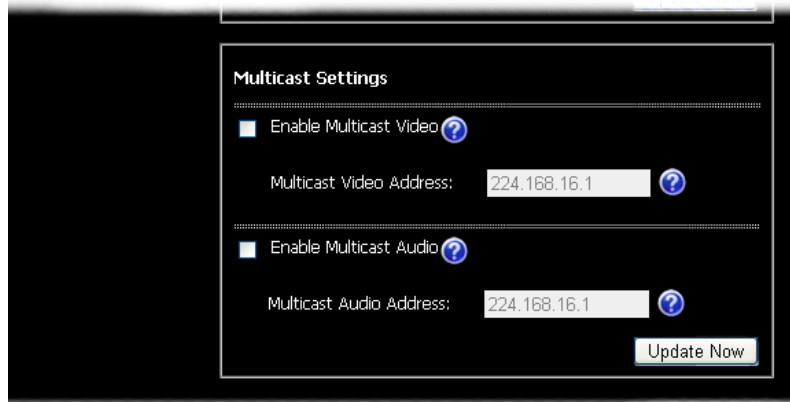 Multicast Settings
Enable Multicast Video ?
Multicast Video Address: 224.168.16.1 ?
Enable Multicast Audio ?
Multicast Audio Address: 224.168.16.1 ?
Update Now